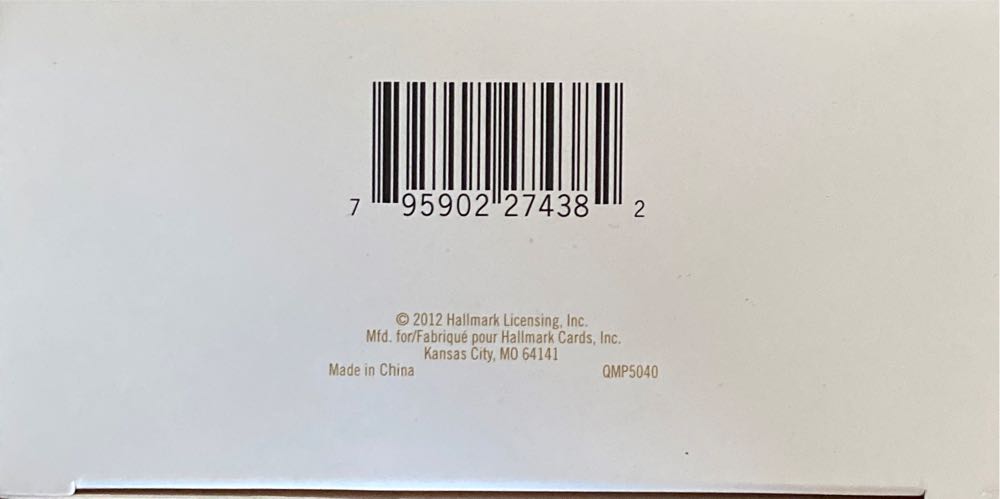 7 95902 27438 2
© 2012 Hallmark Licensing, Inc.
Mfd. for/Fabriqué pour Hallmark Cards, Inc.
Kansas City, MO 64141
Made in China QMP5040